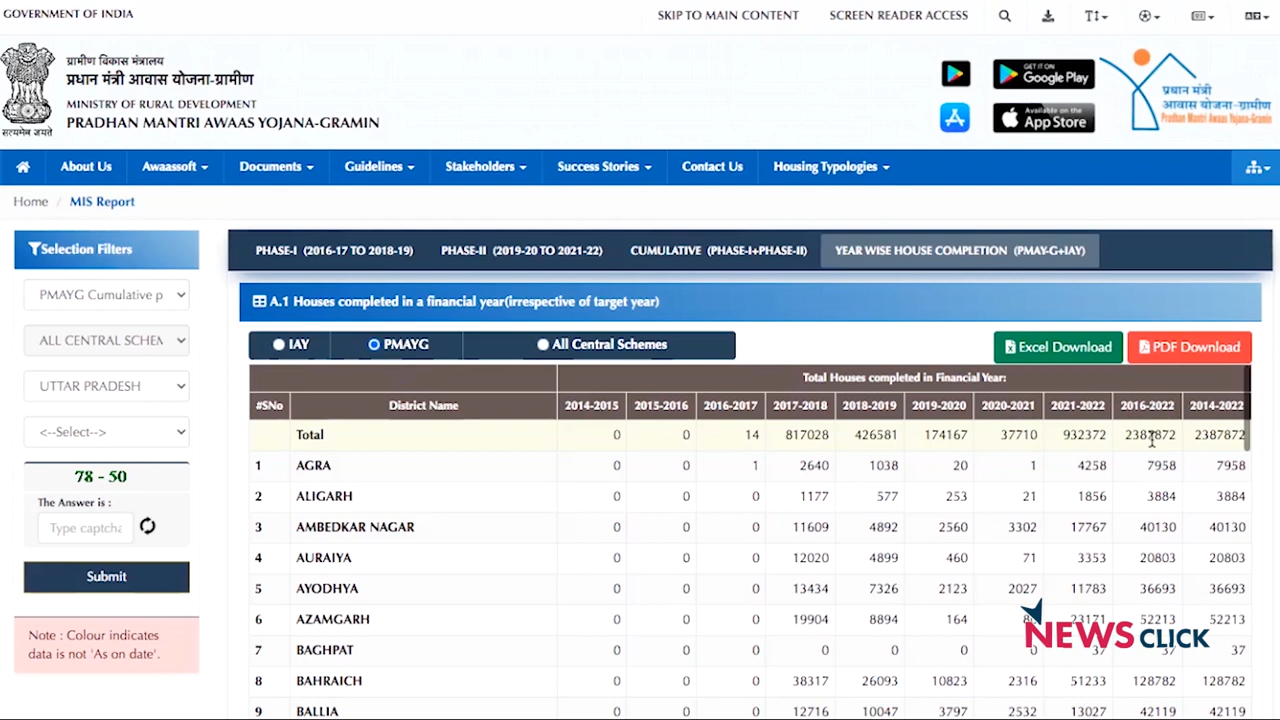 GOVERNMENT OF INDIA SKIP TO MAIN CONTENT SCREEN READER ACCESS
ग्रामीण विकास मंत्रालय
प्रधान मंत्री आवास योजना-ग्रामीण
MINISTRY OF RURAL DEVELOPMENT
PRADHAN MANTRI AWAAS YOJANA-GRAMIN
सत्यमेव जयते
GET IT ON
Google Play
Available on the
App Store
प्रधान मंत्री
आवास योजना-ग्रामीण
Pradhan Mantri Awaas Yojana-Gramin
About Us Awaassoft Documents Guidelines Stakeholders Success Stories Contact Us Housing Typologies
Home / MIS Report
Selection Filters
PMAYG Cumulative p
ALL CENTRAL SCHEM
UTTAR PRADESH
<--Select-->
78 - 50
The Answer is :
Type captcha
Submit
Note : Colour indicates
data is not 'As on date'.
PHASE-I (2016-17 TO 2018-19) PHASE-II (2019-20 TO 2021-22) CUMULATIVE (PHASE-I+PHASE-II) YEAR WISE HOUSE COMPLETION (PMAY-G+IAY)
A.1 Houses completed in a financial year(irrespective of target year)
IAY PMAYG All Central Schemes Excel Download PDF Download
Total Houses completed in Financial Year:
#SNo District Name 2014-2015 2015-2016 2016-2017 2017-2018 2018-2019 2019-2020 2020-2021 2021-2022 2016-2022 2014-2022
Total 0 0 14 817028 426581 174167 37710 932372 2387872 2387872
1 AGRA 0 0 1 2640 1038 20 1 4258 7958 7958
2 ALIGARH 0 0 0 1177 577 253 21 1856 3884 3884
3 AMBEDKAR NAGAR 0 0 0 11609 4892 2560 3302 17767 40130 40130
4 AURAIYA 0 0 0 12020 4899 460 71 3353 20803 20803
5 AYODHYA 0 0 0 13434 7326 2123 2027 11783 36693 36693
6 AZAMGARH 0 0 0 19904 8894 164 23171 52213 52213
7 BAGHPAT 0 0 0 0 0 0 0 37 37 37
8 BAHRAICH 0 0 0 38317 26093 10823 2316 51233 128782 128782
9 BALLIA 0 0 0 12716 10047 3797 2532 13027 42119 42119
NEWSCLICK